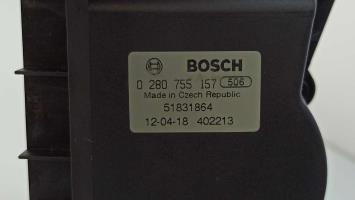 BOSCH
0 280 755 157 506
Made in Czech Republic
51831864
12-04-18 402213